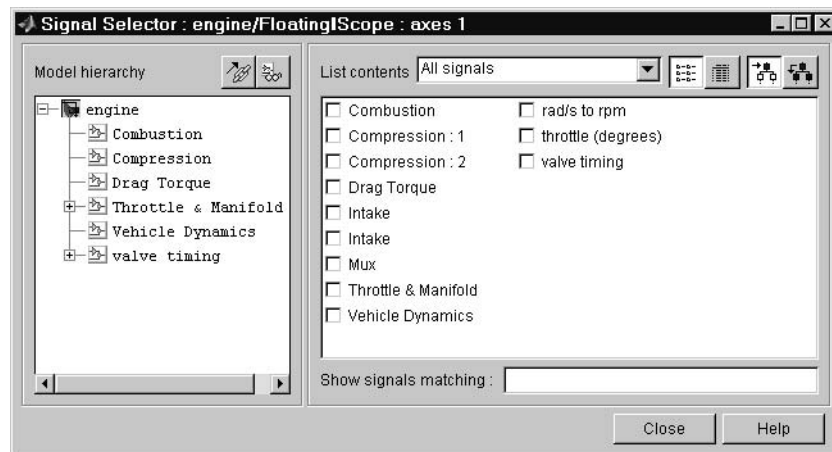 Signal Selector : engine/Floating|Scope : axes 1
Model hierarchy
engine
Combustion
Compression
Drag Torque
Throttle & Manifold
Vehicle Dynamics
valve timing
List contents All signals
Combustion
Compression : 1
Compression : 2
Drag Torque
Intake
Intake
Mux
Throttle & Manifold
Vehicle Dynamics
rad/s to rpm
throttle (degrees)
valve timing
Show signals matching :
Close Help